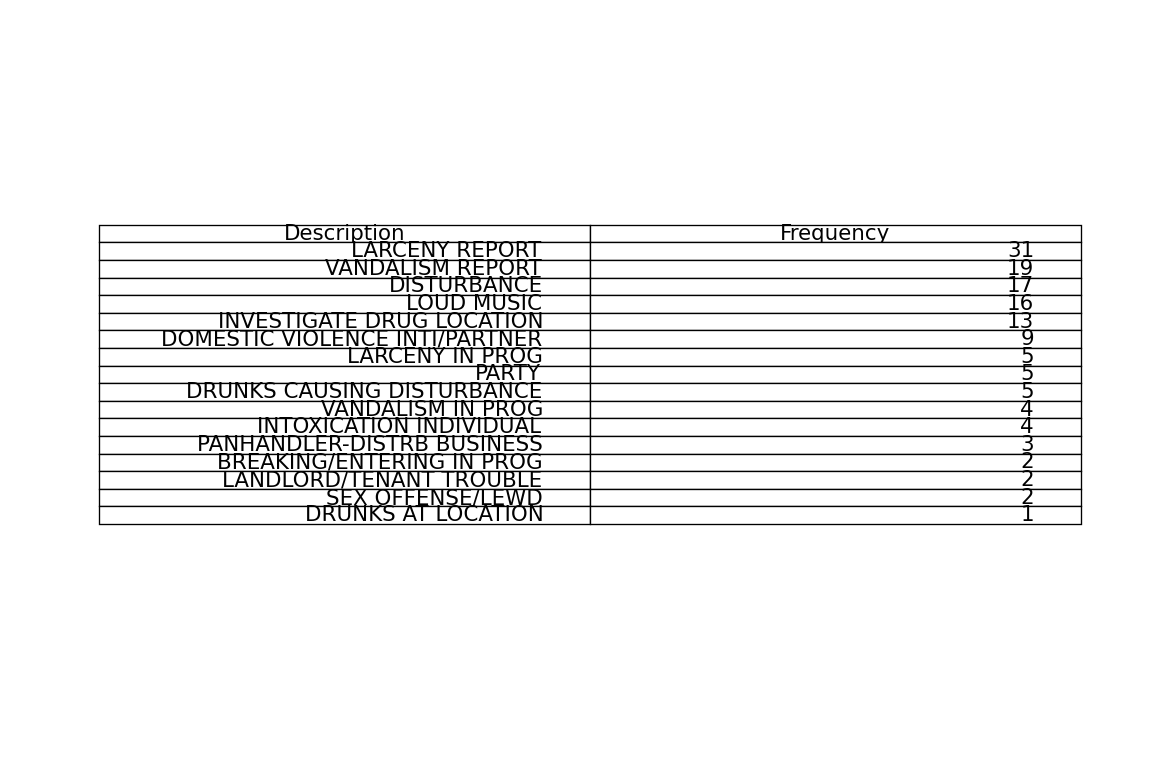 Description Frequency
LARCENY REPORT 31
VANDALISM REPORT 19
DISTURBANCE 17
LOUD MUSIC 16
INVESTIGATE DRUG LOCATION 13
DOMESTIC VIOLENCE INTI/PARTNER 9
LARCENY IN PROG 5
PARTY 5
DRUNKS CAUSING DISTURBANCE 5
VANDALISM IN PROG 4
INTOXICATION INDIVIDUAL 4
PANHANDLER-DISTRB BUSINESS 3
BREAKING/ENTERING IN PROG 2
LANDLORD/TENANT TROUBLE 2
SEX OFFENSE/LEWD 2
DRUNKS AT LOCATION 1